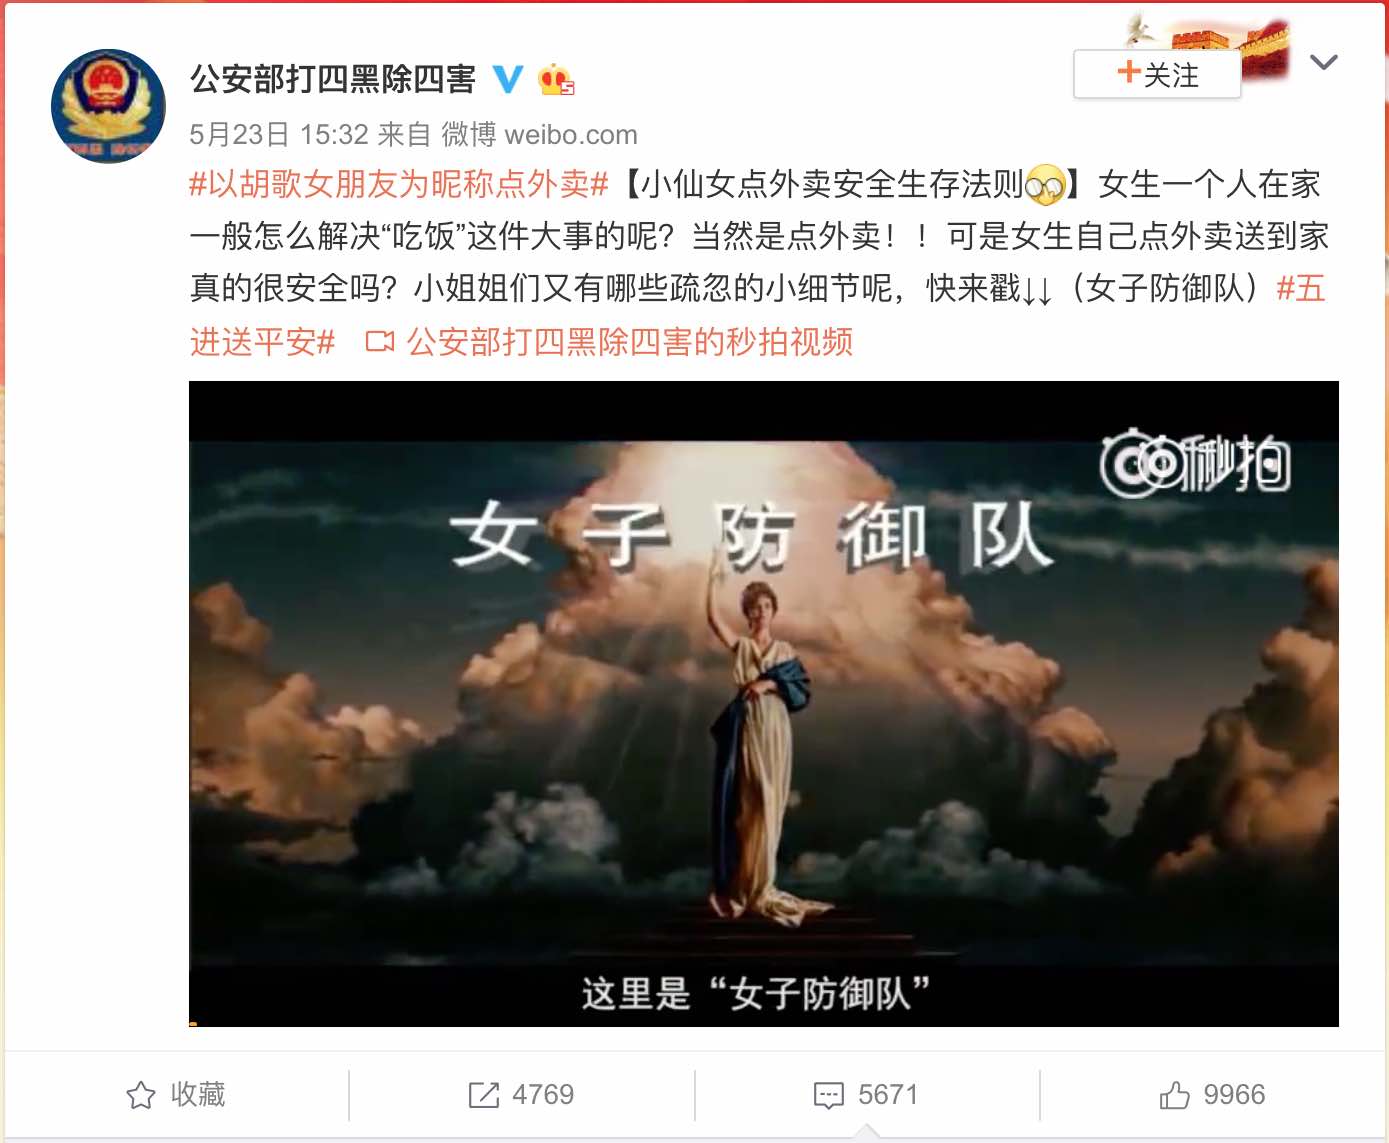 公安部打四黑除四害
5
关注
5月23日 15:32 来自 微博 weibo.com
#以胡歌女朋友为昵称点外卖#【小仙女点外卖安全生存法则】女生一个人在家
一般怎么解决“吃饭”这件大事的呢？当然是点外卖！！可是女生自己点外卖送到家
真的很安全吗？小姐姐们又有哪些疏忽的小细节呢，快来戳↓↓（女子防御队）#五
进送平安# 公安部打四黑除四害的秒拍视频
秒拍
女子防御队
这里是“女子防御队”
收藏 4769 5671 9966